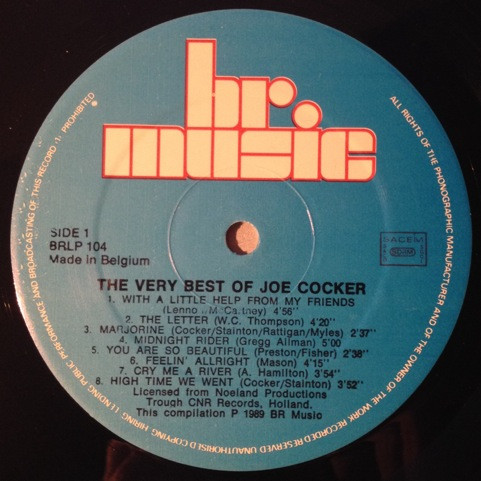 br.
music
SIDE 1
BRLP 104
Made in Belgium
SACEM
THE VERY BEST OF JOE COCKER
1. WITH A LITTLE HELP FROM MY FRIENDS
(Lenno McCartney) 4'56"
2. THE LETTER (W.C. Thompson) 4'20"
3. MARJORINE (Cocker/Stainton/Rattigan/Myles) 2'37"
4. MIDNIGHT RIDER (Gregg Allman) 5'00
5. YOU ARE SO BEAUTIFUL (Preston/Fisher) 2'38"
6. FEELIN' ALLRIGHT (Mason) 4'15"
7. CRY ME A RIVER (A. Hamilton) 3'54"
8. HIGH TIME WE WENT (Cocker/Stainton) 3'52"
Licensed from Noeland Productions
Trough CNR Records, Holland.
This compilation P 1989 BR Music
ALL RIGHTS OF THE PHONOGRAPHIC MANUFACTURER AND OF THE OWNER OF THE WORK RECORDED RESERVED UNAUTHORISED COPYING HIRING LENDING PUBLIC PERFORMANCE AND BROADCASTING OF THIS RECORD PROHIBITED